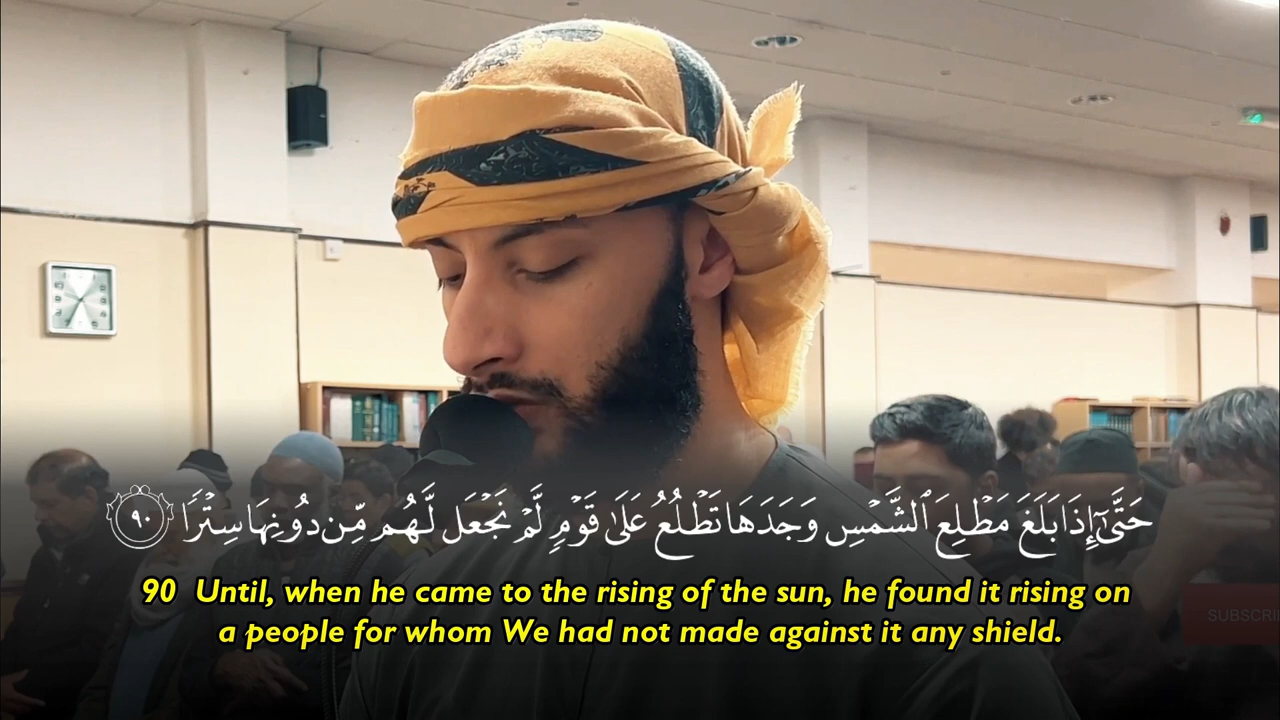 حَتَّىٰٓ إِذَا بَلَغَ مَطْلِعَ ٱلشَّمْسِ وَجَدَهَا تَطْلُعُ عَلَىٰ قَوْمٍۢ لَّمْ نَجْعَل لَّهُم مِّن دُونِهَا سِتْرًۭا ٩٠
90 Until, when he came to the rising of the sun, he found it rising on
a people for whom We had not made against it any shield.